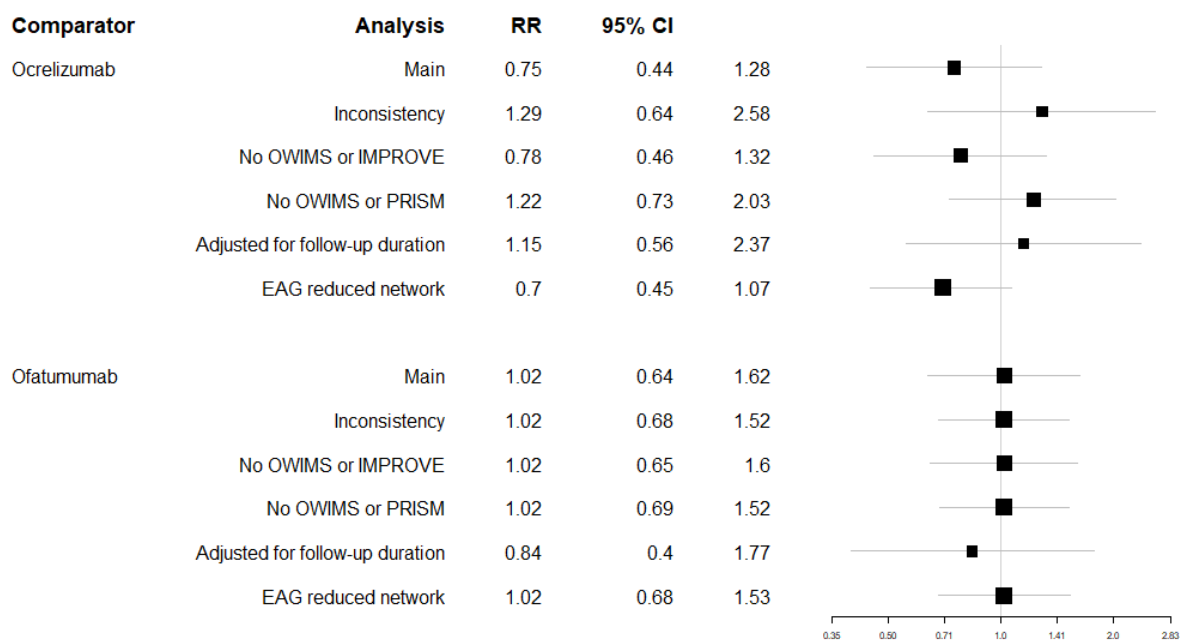 Comparator Analysis RR 95% CI
Ocrelizumab Main 0.75 0.44 1.28
Inconsistency 1.29 0.64 2.58
No OWIMS or IMPROVE 0.78 0.46 1.32
No OWIMS or PRISM 1.22 0.73 2.03
Adjusted for follow-up duration 1.15 0.56 2.37
EAG reduced network 0.7 0.45 1.07
Ofatumumab Main 1.02 0.64 1.62
Inconsistency 1.02 0.68 1.52
No OWIMS or IMPROVE 1.02 0.65 1.6
No OWIMS or PRISM 1.02 0.69 1.52
Adjusted for follow-up duration 0.84 0.4 1.77
EAG reduced network 1.02 0.68 1.53
0.35 0.50 0.71 1.0 1.41 2.0 2.83